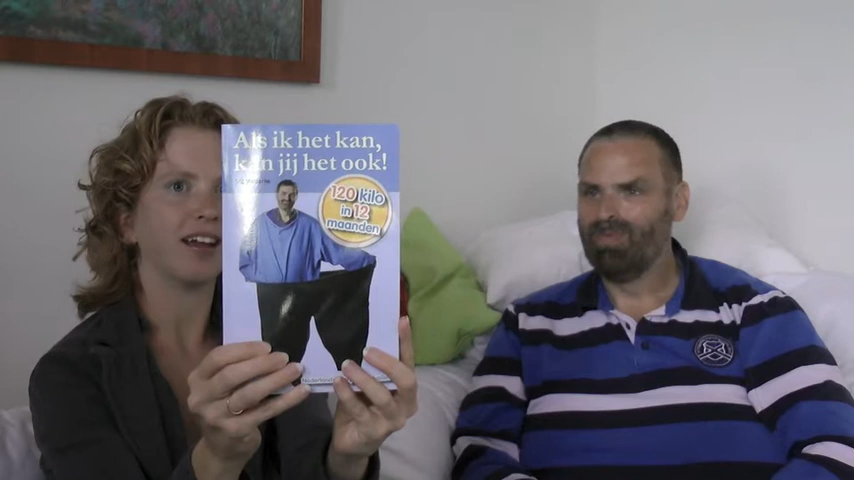 Als ik het kan,
kan jij het ook!
120 kilo
in 12
maanden